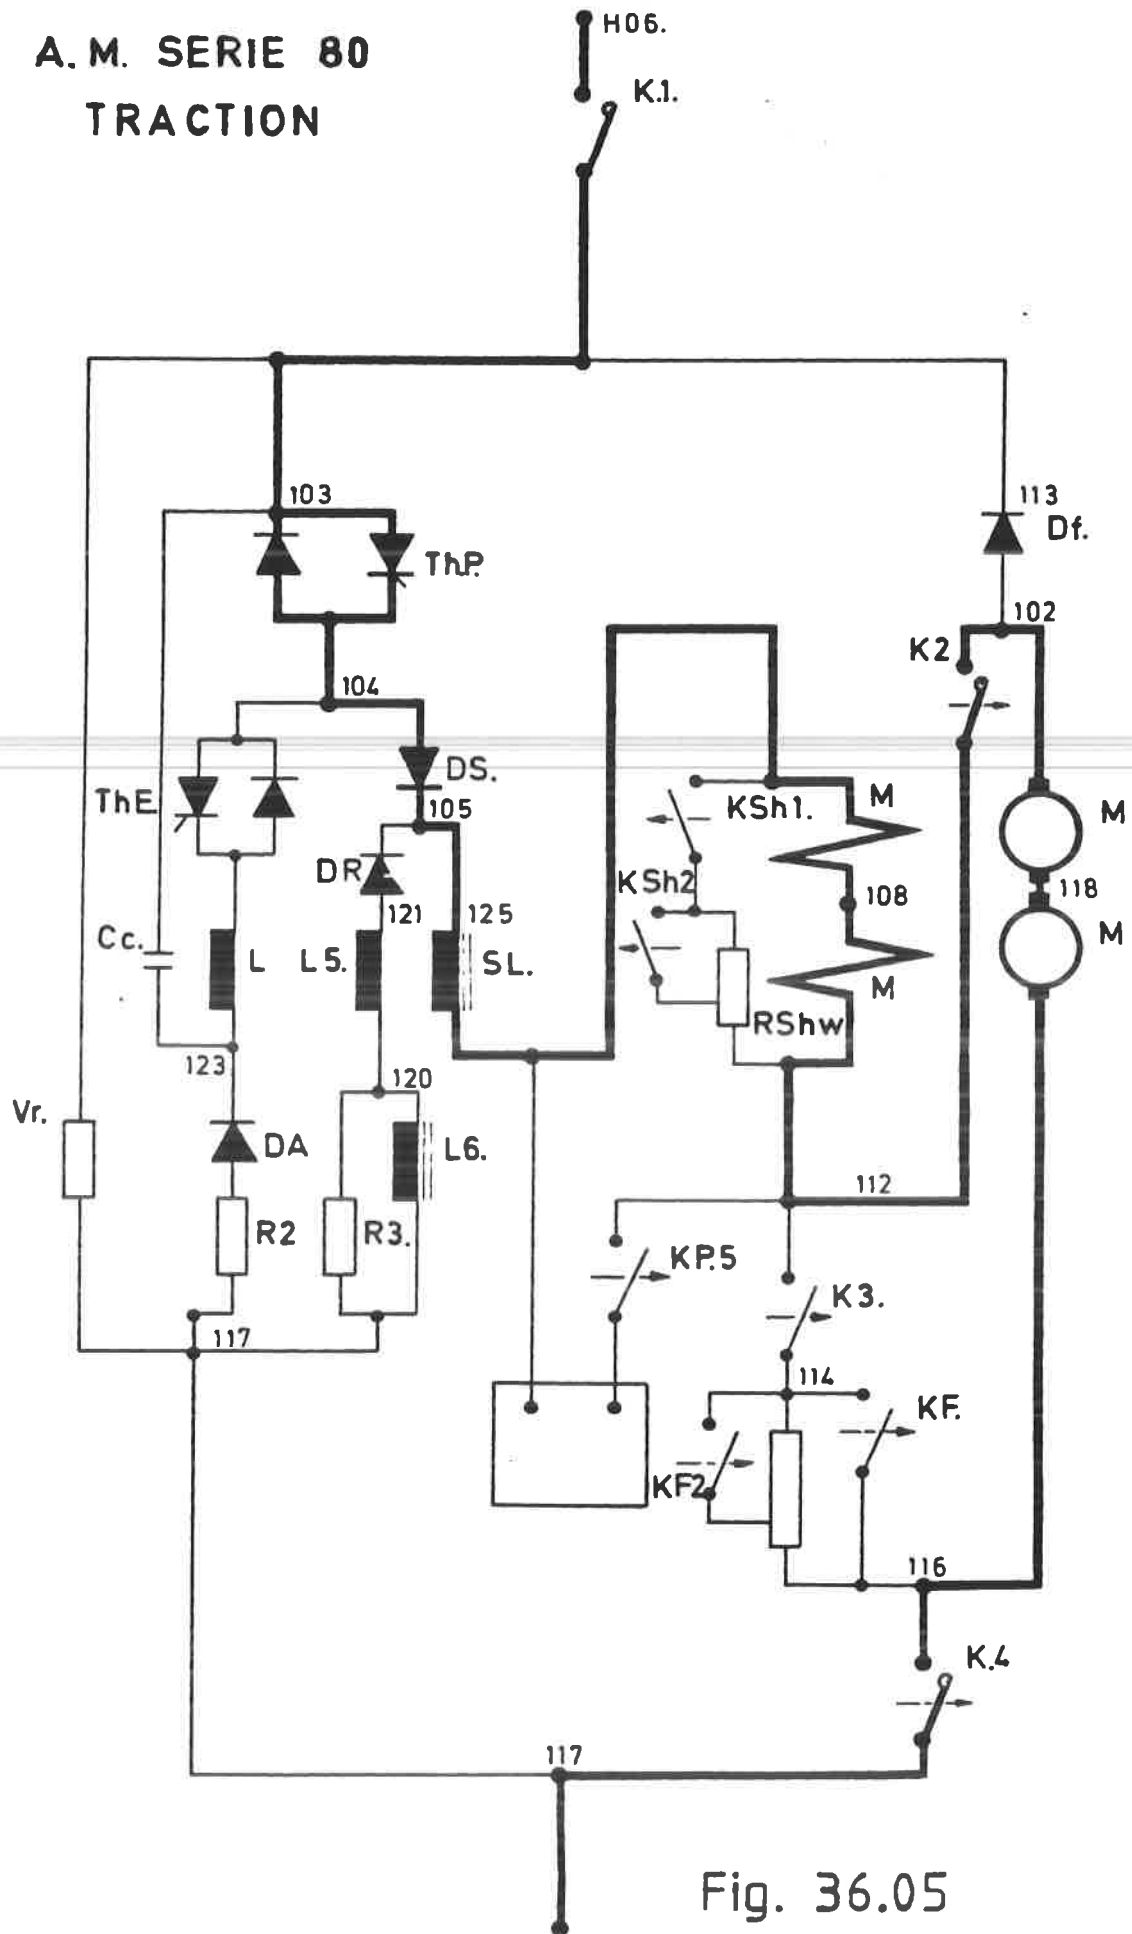 H06.
A.M. SERIE 80
K.1.
TRACTION
103
113
Df.
ThP.
102
K2
104
DS.
ThE
105
KSh1.
M
M
DR
KSh2
108
118
121
125
Cc.
L
L5.
SL.
M
M
RShw
123
120
Vr.
DA
L6.
112
R2
R3.
KP.5
K3.
117
114
KF.
KF2
116
K.4
117
Fig. 36.05